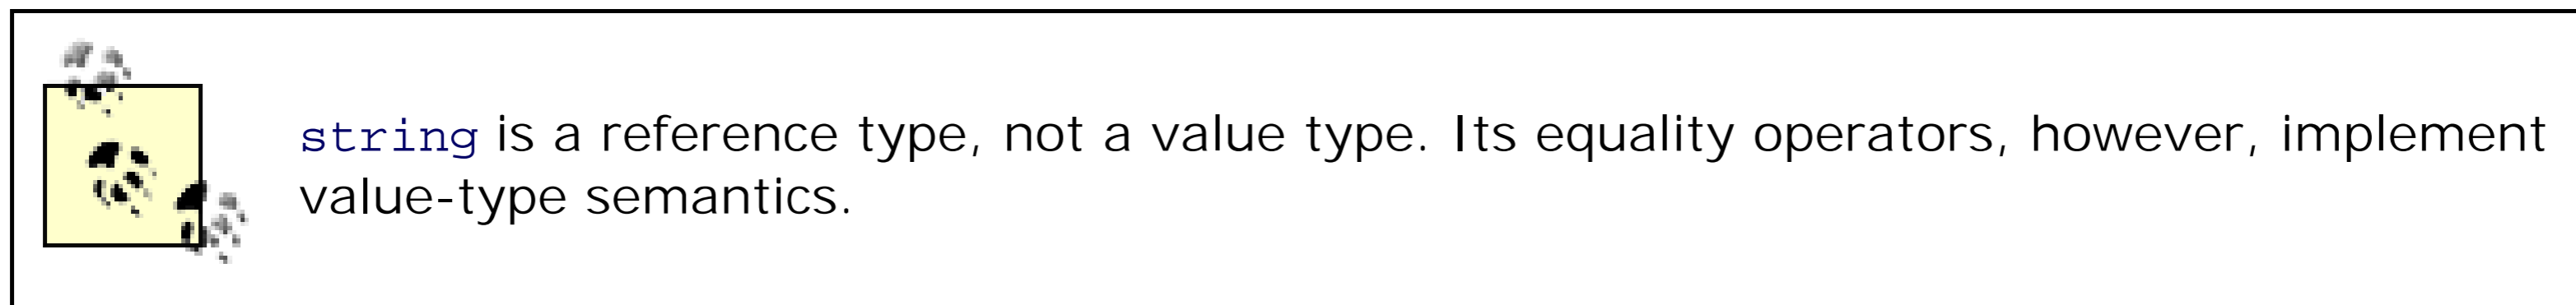 string is a reference type, not a value type. Its equality operators, however, implement
value-type semantics.